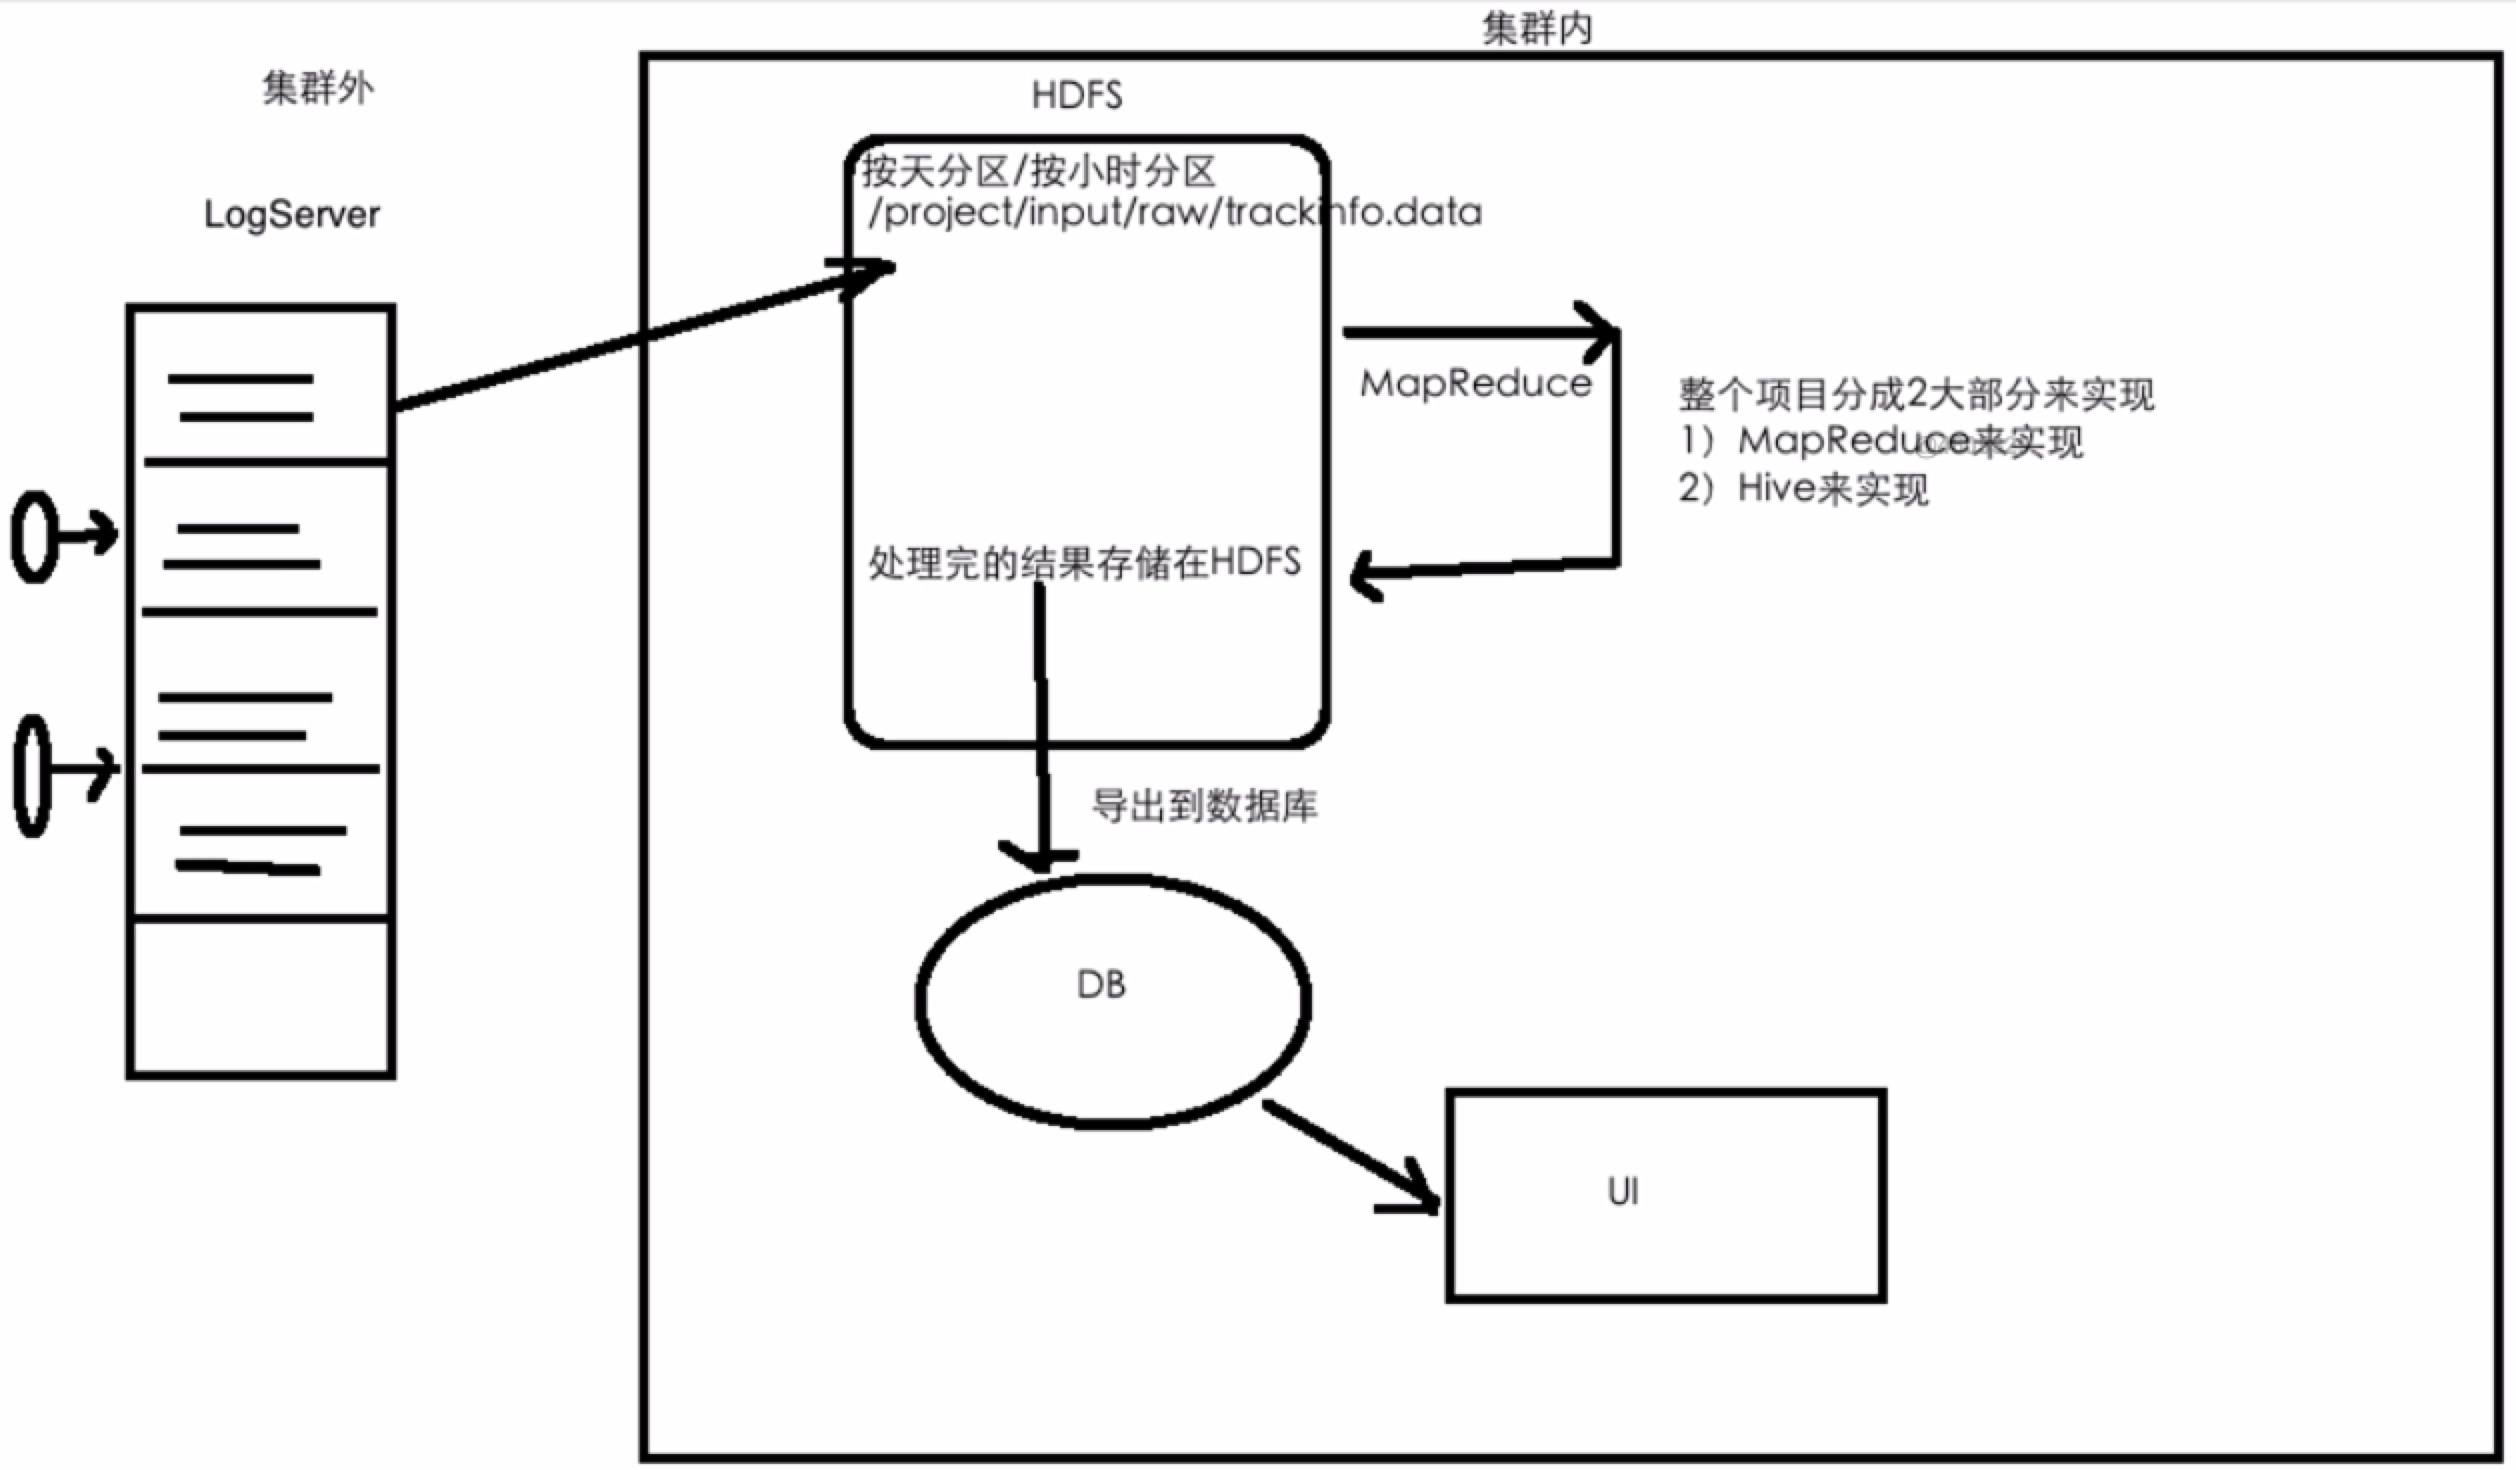 集群内
集群外
HDFS
按天分区/按小时分区
/project/input/raw/trackinfo.data
LogServer
MapReduce
整个项目分成2大部分来实现
1）MapReduce来实现
2）Hive来实现
处理完的结果存储在HDFS
导出到数据库
DB
UI